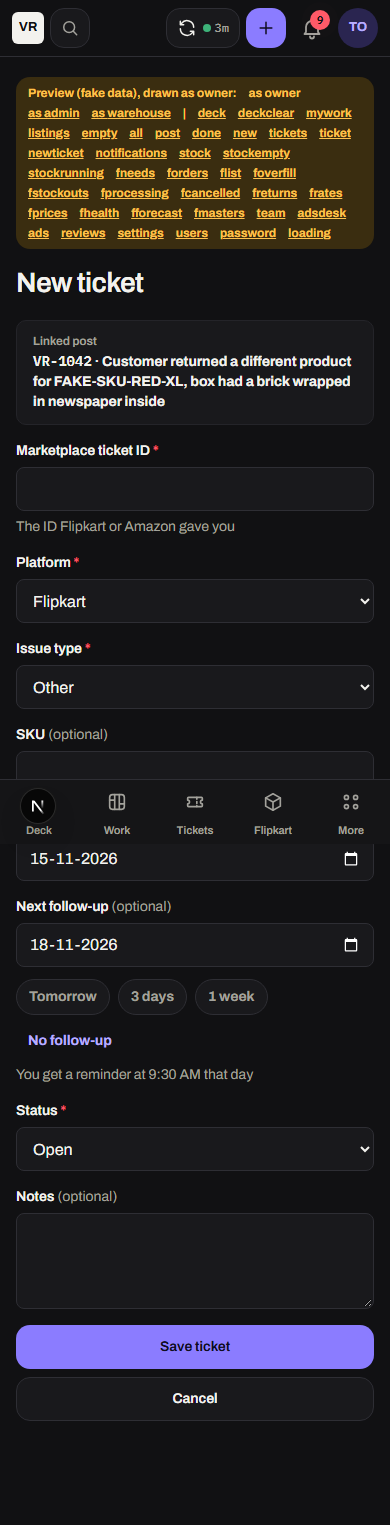 VR
3m
9
TO
Preview (fake data), drawn as owner: as owner
as admin as warehouse | deck deckclear mywork
listings empty all post done new tickets ticket
newticket notifications stock stockempty
stockrunning fneeds forders flist foverfill
fstockouts fprocessing fcancelled freturns frates
fprices fhealth fforecast fmasters team adsdesk
ads reviews settings users password loading
New ticket
Linked post
VR-1042 · Customer returned a different product
for FAKE-SKU-RED-XL, box had a brick wrapped
in newspaper inside
Marketplace ticket ID *
The ID Flipkart or Amazon gave you
Platform *
Flipkart
Issue type *
Other
SKU (optional)
N
Deck
Work
Tickets
Flipkart
More
15-11-2026
Next follow-up (optional)
18-11-2026
Tomorrow
3 days
1 week
No follow-up
You get a reminder at 9:30 AM that day
Status *
Open
Notes (optional)
Save ticket
Cancel